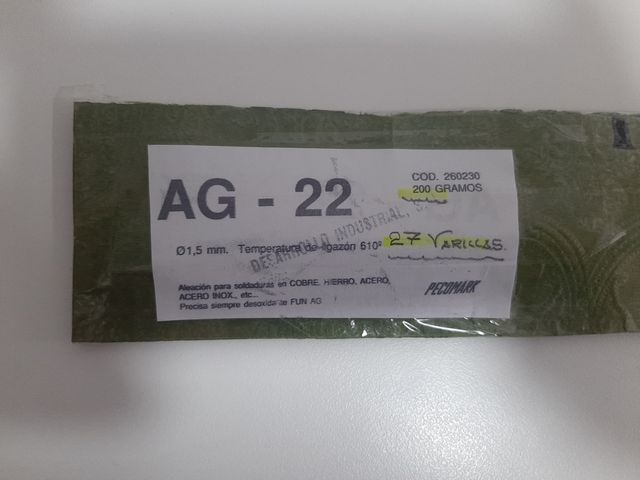 COD. 260230
AG - 22
200 GRAMOS
DESARROLLO INDUSTRIAL, S.
Ø1,5 mm. Temperatura de ligazón 610° 27 VARILLAS.
Aleación para soldaduras en COBRE, HIERRO, ACERO,
ACERO INOX., etc...
Precisa siempre desoxidante FUN AG
PECOMARK